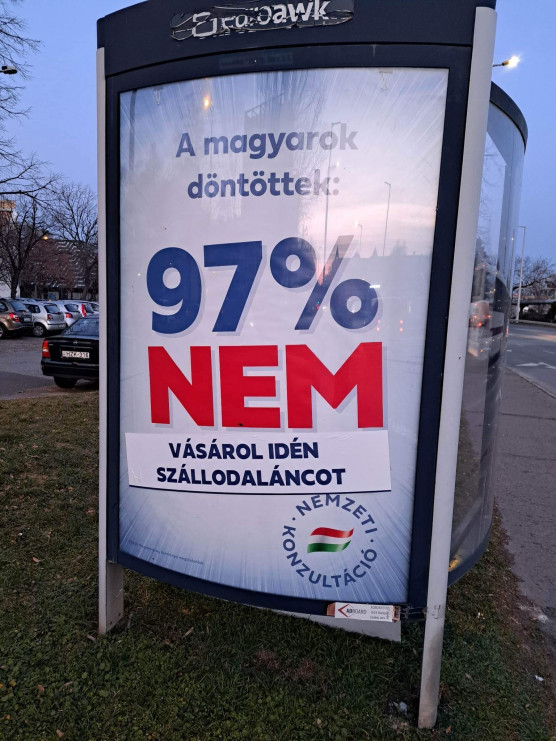 A magyarok
döntöttek:
97%
NEM
VÁSÁROL IDÉN
SZÁLLODALÁNCOT
· NEMZETI ·
KONZULTÁCIÓ